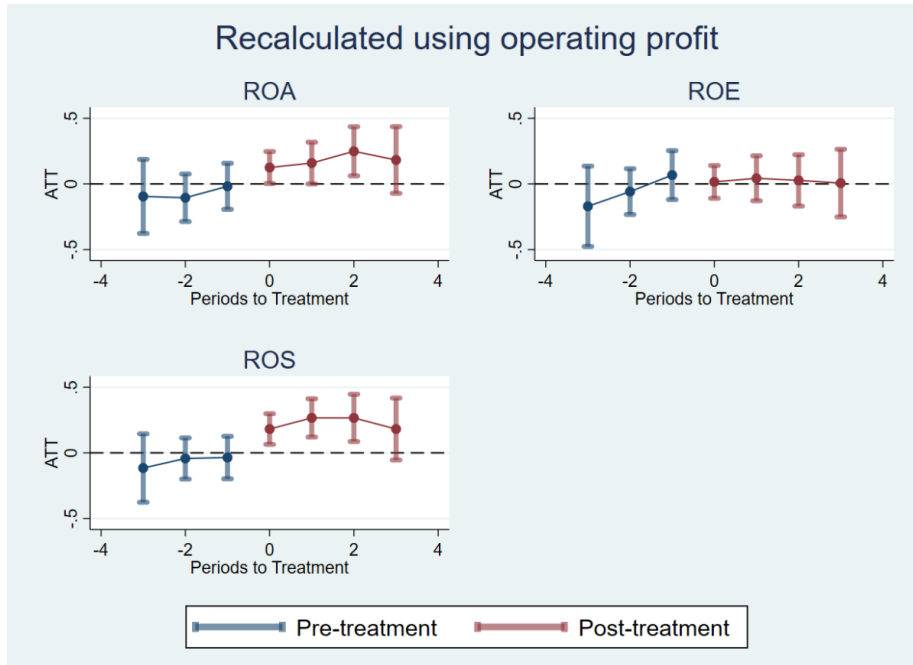 Recalculated using operating profit
ROA
.5
0
-.5
ATT
-4 -2 0 2 4
Periods to Treatment
ROE
.5
0
-.5
ATT
-4 -2 0 2 4
Periods to Treatment
ROS
.5
0
-.5
ATT
-4 -2 0 2 4
Periods to Treatment
Pre-treatment Post-treatment